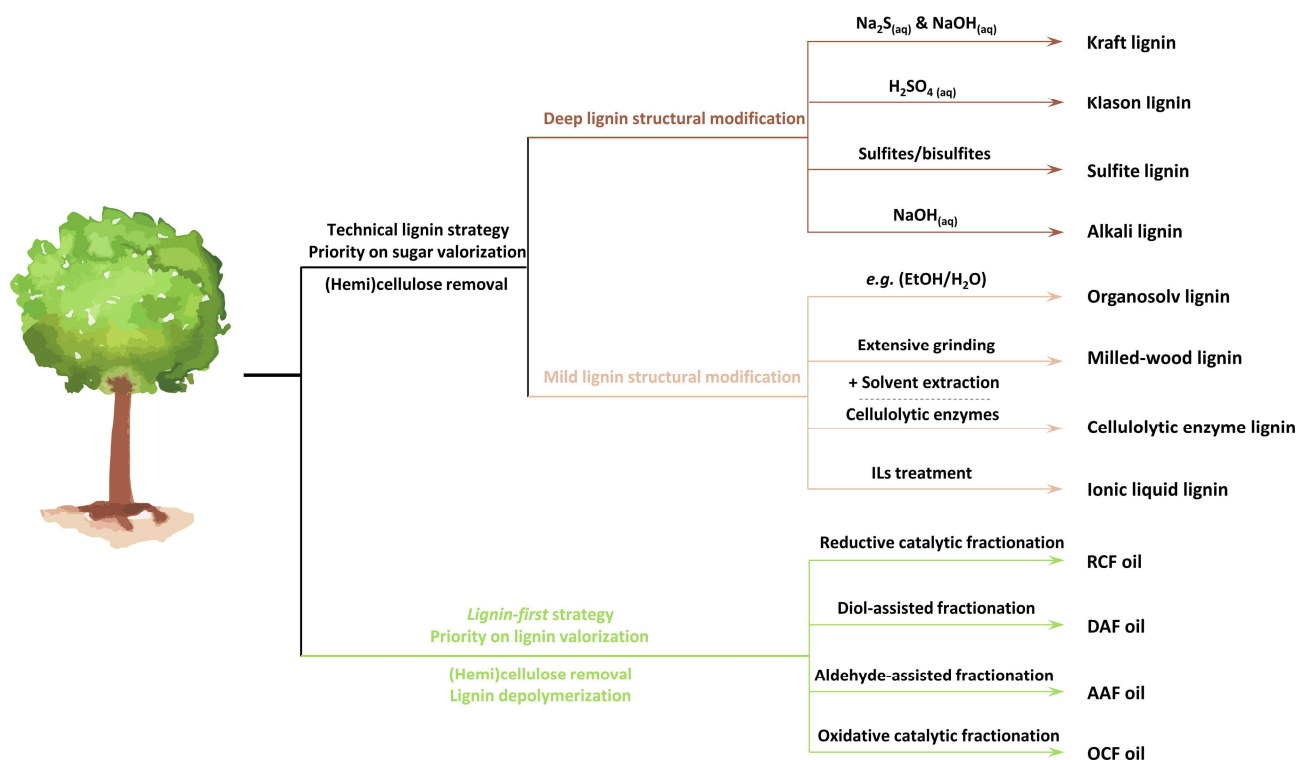 Na₂S(aq) & NaOH(aq)
Kraft lignin
H₂SO₄ (aq)
Klason lignin
Deep lignin structural modification
Sulfites/bisulfites
Sulfite lignin
NaOH(aq)
Alkali lignin
Technical lignin strategy
Priority on sugar valorization
(Hemi)cellulose removal
e.g. (EtOH/H₂O)
Organosolv lignin
Extensive grinding
Milled-wood lignin
Mild lignin structural modification
+ Solvent extraction
Cellulolytic enzymes
Cellulolytic enzyme lignin
ILs treatment
Ionic liquid lignin
Reductive catalytic fractionation
RCF oil
Lignin-first strategy
Priority on lignin valorization
(Hemi)cellulose removal
Lignin depolymerization
Diol-assisted fractionation
DAF oil
Aldehyde-assisted fractionation
AAF oil
Oxidative catalytic fractionation
OCF oil